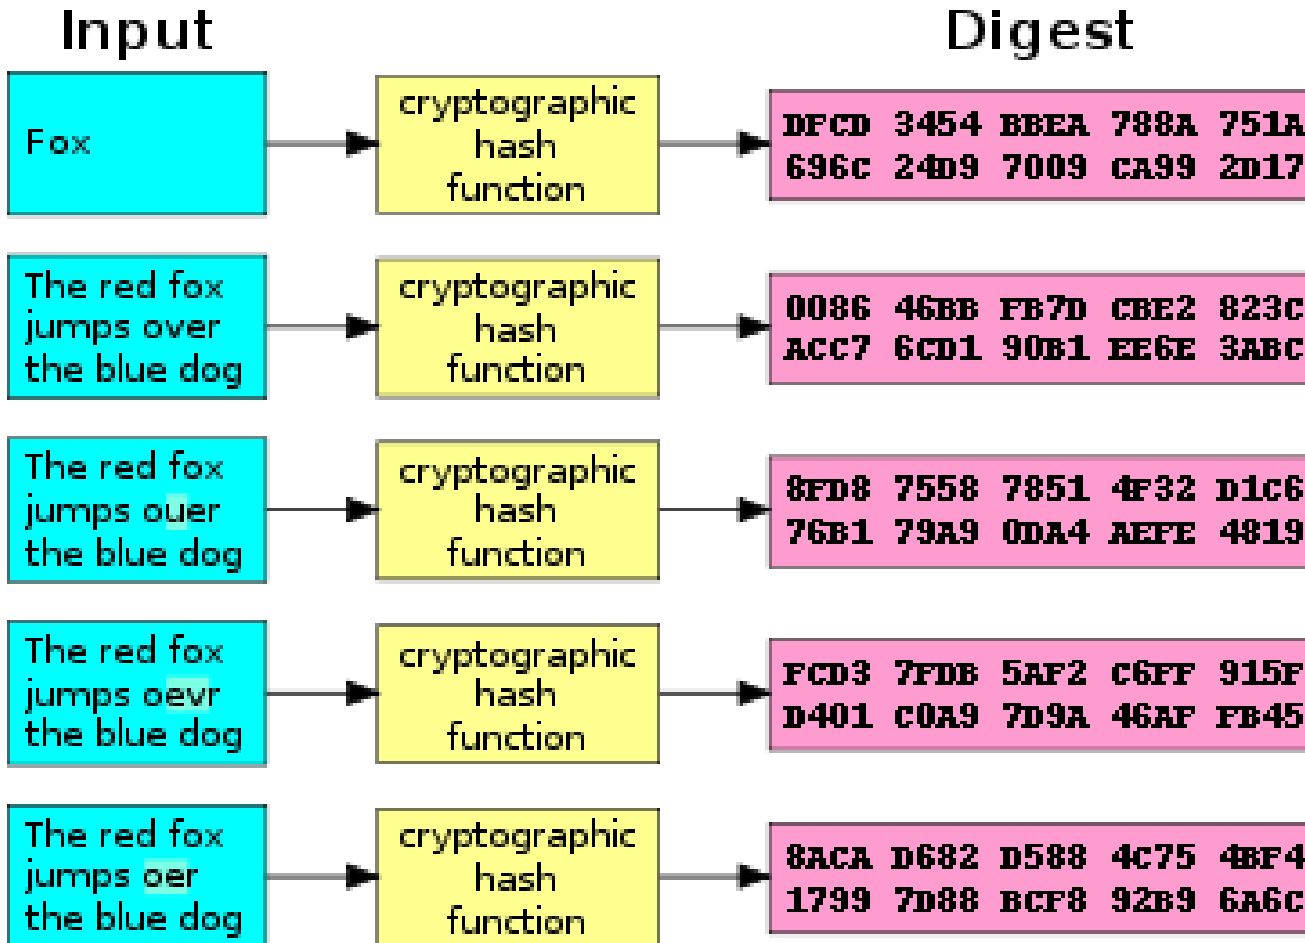 Input
Digest
Fox
cryptographic
hash
function
DFCD 3454 BBEA 788A 751A
696C 24D9 7009 CA99 2D17
The red fox
jumps over
the blue dog
cryptographic
hash
function
0086 46BB FB7D CBE2 823C
ACC7 6CD1 90B1 EE6E 3ABC
The red fox
jumps ouer
the blue dog
cryptographic
hash
function
8FD8 7558 7851 4F32 D1C6
76B1 79A9 0DA4 AEFE 4819
The red fox
jumps oevr
the blue dog
cryptographic
hash
function
FCD3 7FDB 5AF2 C6FF 915F
D401 C0A9 7D9A 46AF FB45
The red fox
jumps oer
the blue dog
cryptographic
hash
function
8ACA D682 D588 4C75 4BF4
1799 7D88 BCF8 92B9 6A6C